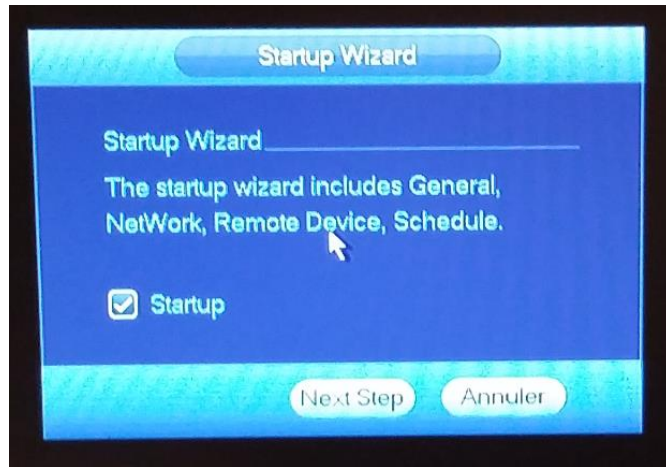 Startup Wizard
Startup Wizard
The startup wizard includes General,
NetWork, Remote Device, Schedule.
Startup
Next Step Annuler